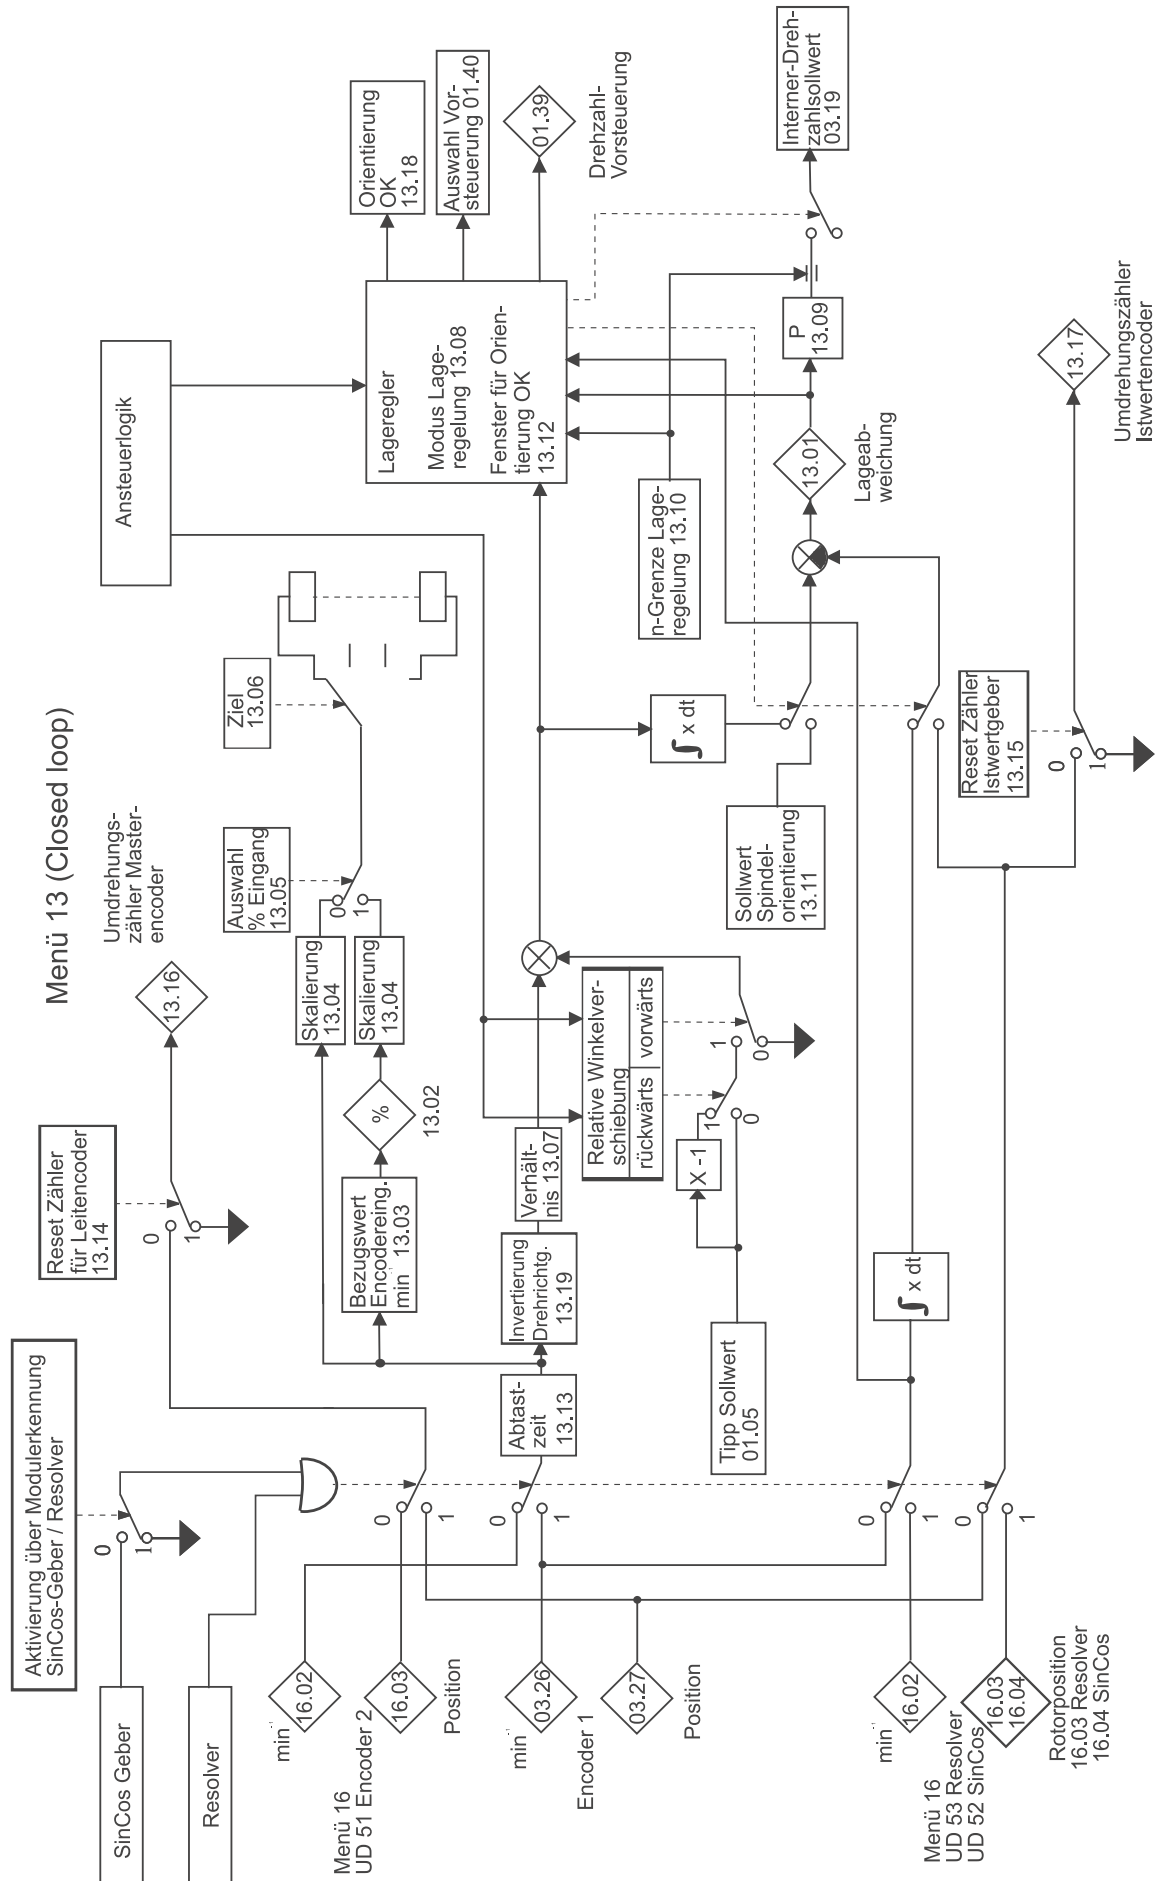 Menü 13 (Closed loop)
Aktivierung über Modulerkennung
SinCos-Geber / Resolver
SinCos Geber
Resolver
0
1
Reset Zähler
für Leitencoder
13.14
0
1
13.16
Umdrehungs-
zähler Master-
encoder
Ansteuerlogik
min⁻¹
16.02
Menü 16
UD 51 Encoder 2
16.03
Position
0
1
Bezugswert
Encodereing.
min⁻¹ 13.03
%
13.02
Skalierung
13.04
Skalierung
13.04
0
1
Auswahl
% Eingang
13.05
Ziel
13.06
Lageregler
Modus Lage-
regelung 13.08
Fenster für Orien-
tierung OK
13.12
Orientierung
OK
13.18
Auswahl Vor-
steuerung 01.40
01.39
Drehzahl-
Vorsteuerung
min⁻¹
03.26
Encoder 1
03.27
Position
0
1
Abtast-
zeit
13.13
Invertierung
Drehrichtg.
13.19
Verhält-
nis 13.07
Relative Winkelver-
schiebung
rückwärts
vorwärts
Tipp Sollwert
01.05
X -1
1
0
1
0
∫ x dt
n-Grenze Lage-
regelung 13.10
Sollwert
Spindel-
orientierung
13.11
13.01
Lageab-
weichung
P
13.09
Interner-Dreh-
zahlsollwert
03.19
min⁻¹
16.02
Menü 16
UD 53 Resolver
UD 52 SinCos
16.03
16.04
Rotorposition
16.03 Resolver
16.04 SinCos
0
1
0
1
∫ x dt
Reset Zähler
Istwertgeber
13.15
0
1
13.17
Umdrehungszähler
Istwertencoder